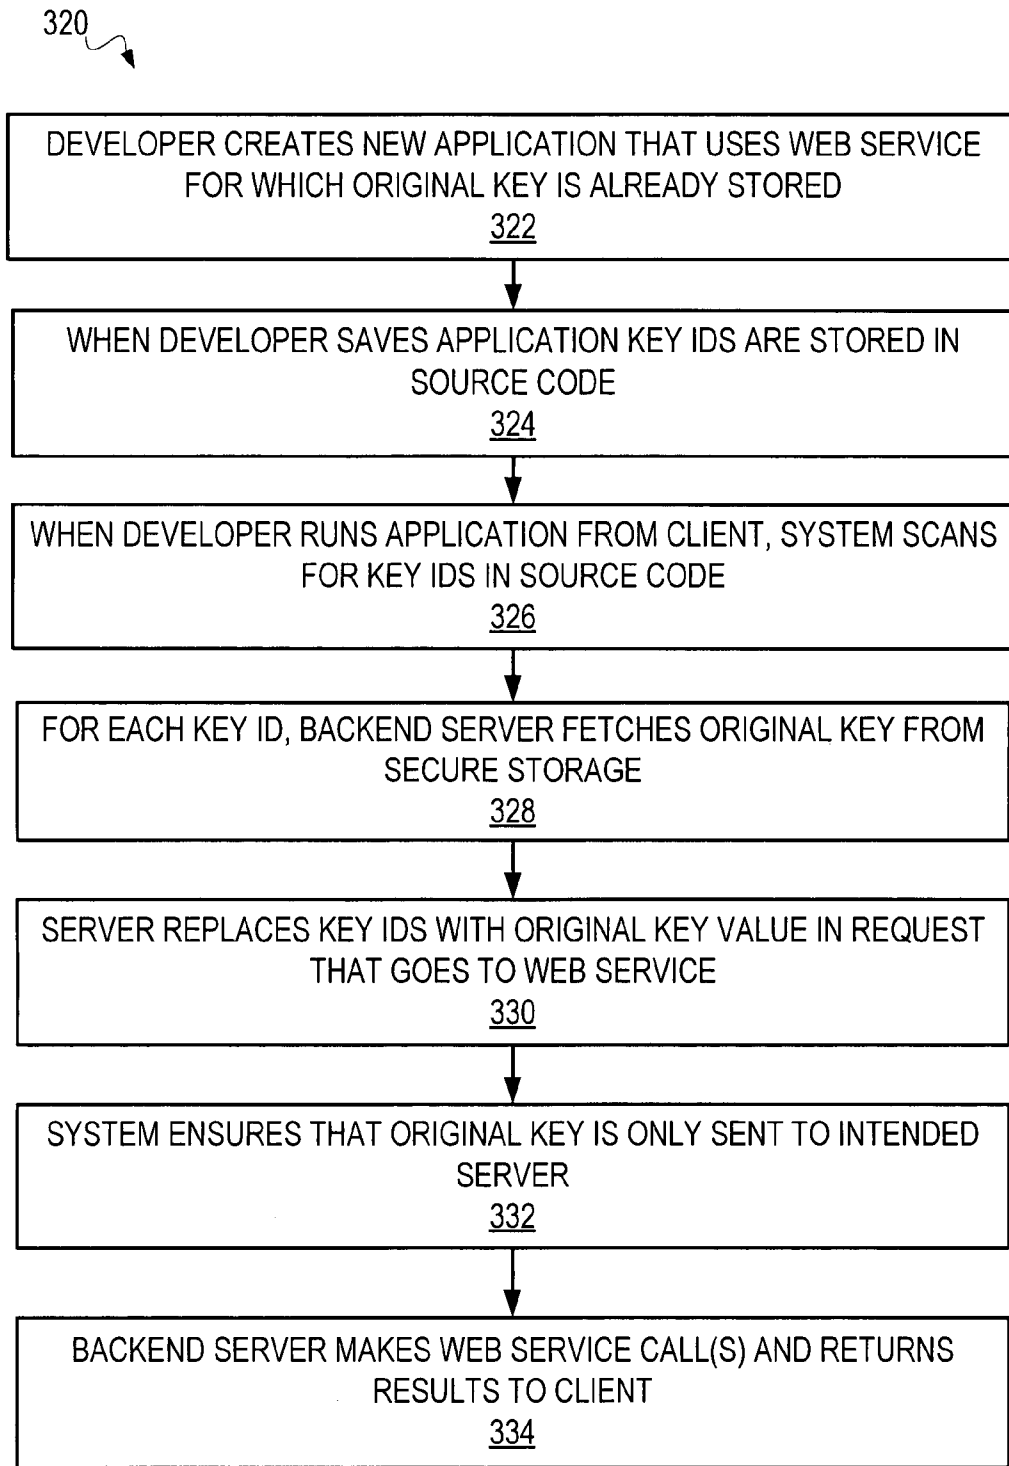 320
DEVELOPER CREATES NEW APPLICATION THAT USES WEB SERVICE
FOR WHICH ORIGINAL KEY IS ALREADY STORED
322
WHEN DEVELOPER SAVES APPLICATION KEY IDS ARE STORED IN
SOURCE CODE
324
WHEN DEVELOPER RUNS APPLICATION FROM CLIENT, SYSTEM SCANS
FOR KEY IDS IN SOURCE CODE
326
FOR EACH KEY ID, BACKEND SERVER FETCHES ORIGINAL KEY FROM
SECURE STORAGE
328
SERVER REPLACES KEY IDS WITH ORIGINAL KEY VALUE IN REQUEST
THAT GOES TO WEB SERVICE
330
SYSTEM ENSURES THAT ORIGINAL KEY IS ONLY SENT TO INTENDED
SERVER
332
BACKEND SERVER MAKES WEB SERVICE CALL(S) AND RETURNS
RESULTS TO CLIENT
334